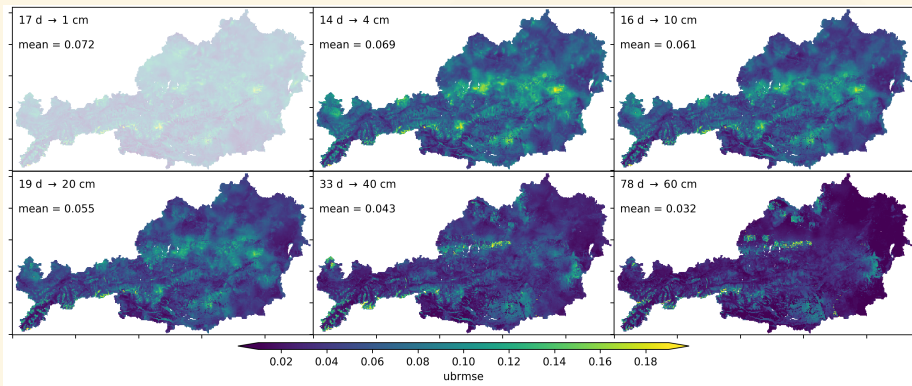 17 d → 1 cm
mean = 0.072
14 d → 4 cm
mean = 0.069
16 d → 10 cm
mean = 0.061
19 d → 20 cm
mean = 0.055
33 d → 40 cm
mean = 0.043
78 d → 60 cm
mean = 0.032
0.02 0.04 0.06 0.08 0.10 0.12 0.14 0.16 0.18
ubrmse